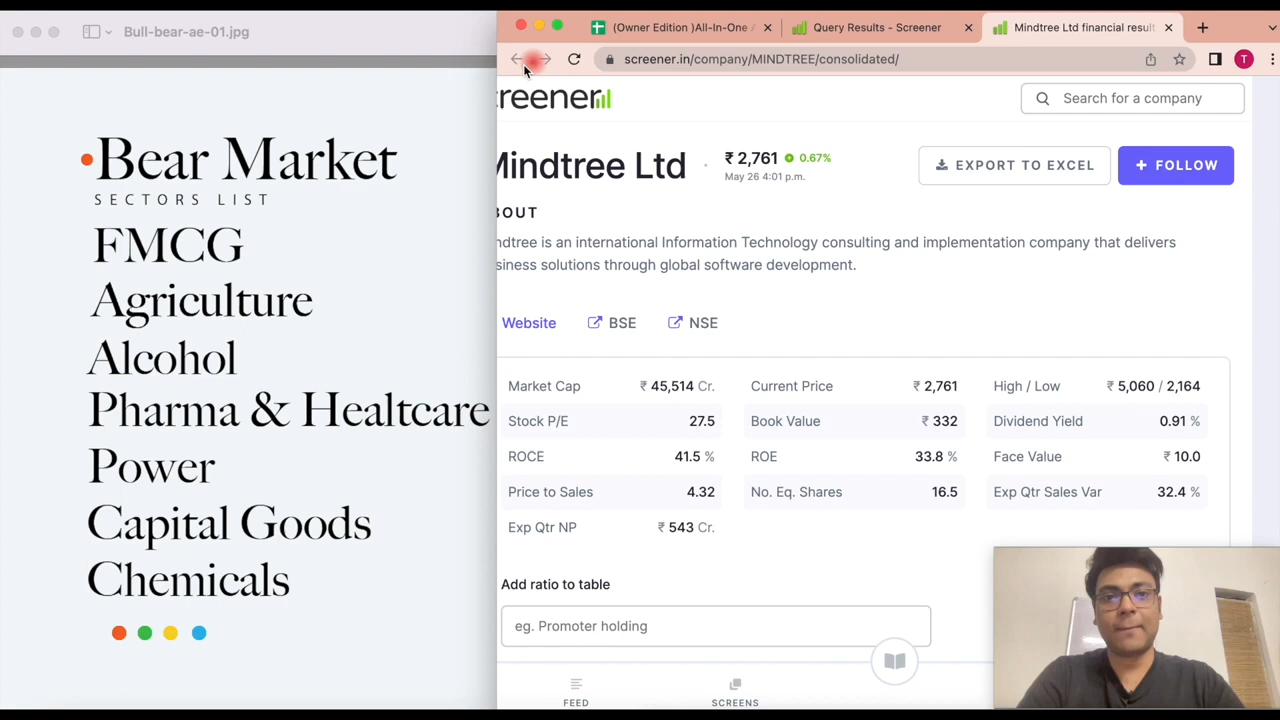 Bull-bear-ae-01.jpg
Bear Market
SECTORS LIST
FMCG
Agriculture
Alcohol
Pharma & Healtcare
Power
Capital Goods
Chemicals
(Owner Edition )All-In-One A
Query Results - Screener
Mindtree Ltd financial result
screener.in/company/MINDTREE/consolidated/
T
reener
Search for a company
Mindtree Ltd
₹ 2,761 0.67%
May 26 4:01 p.m.
EXPORT TO EXCEL
+ FOLLOW
BOUT
ndtree is an international Information Technology consulting and implementation company that delivers
siness solutions through global software development.
Website
BSE
NSE
Market Cap ₹ 45,514 Cr.
Current Price ₹ 2,761
High / Low ₹ 5,060 / 2,164
Stock P/E 27.5
Book Value ₹ 332
Dividend Yield 0.91 %
ROCE 41.5 %
ROE 33.8 %
Face Value ₹ 10.0
Price to Sales 4.32
No. Eq. Shares 16.5
Exp Qtr Sales Var 32.4 %
Exp Qtr NP ₹ 543 Cr.
Add ratio to table
eg. Promoter holding
FEED
SCREENS